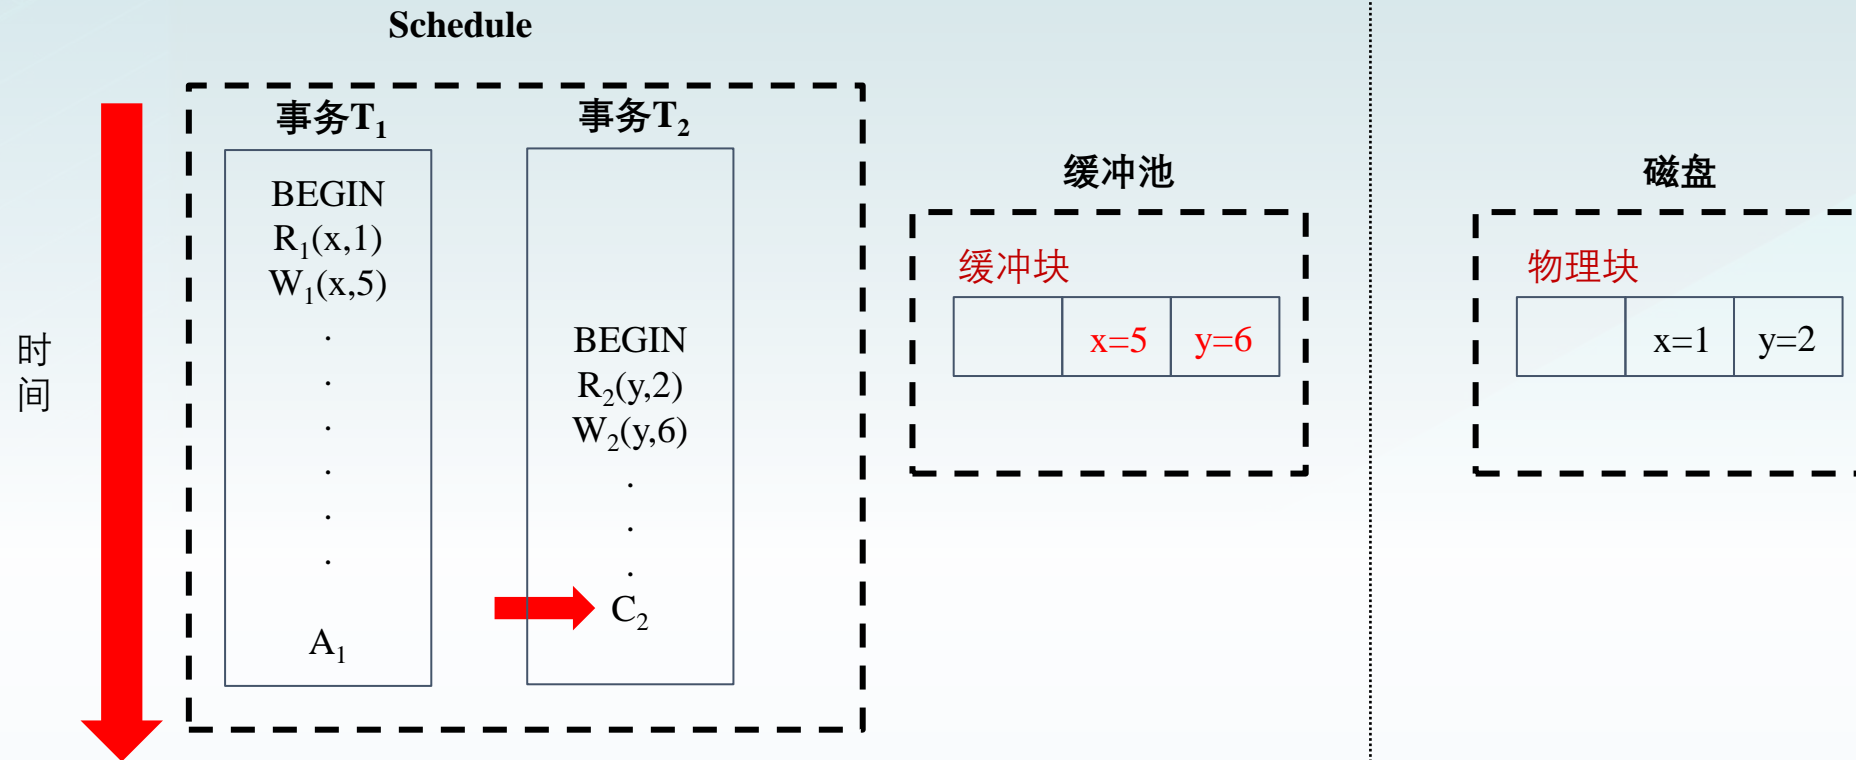 Schedule
时间
事务T₁
BEGIN
R₁(x,1)
W₁(x,5)
.
.
.
.
.
.
A₁
事务T₂
BEGIN
R₂(y,2)
W₂(y,6)
.
.
.
C₂
缓冲池
缓冲块
x=5 y=6
磁盘
物理块
x=1 y=2